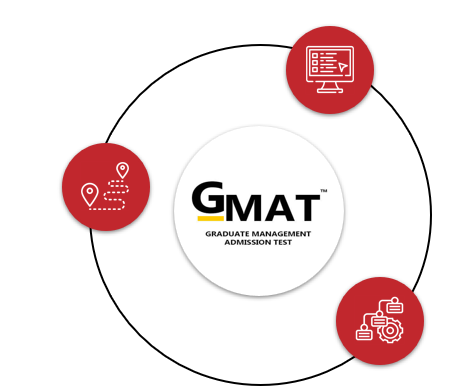 GMAT™
GRADUATE MANAGEMENT
ADMISSION TEST